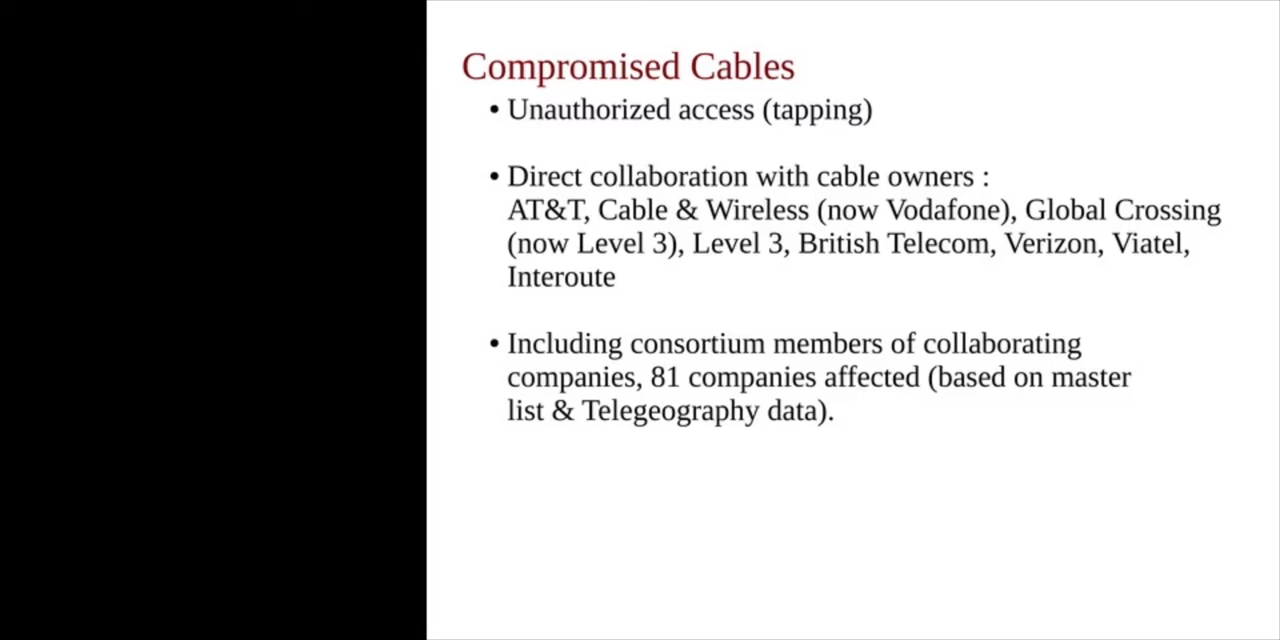 Compromised Cables
• Unauthorized access (tapping)
• Direct collaboration with cable owners :
AT&T, Cable & Wireless (now Vodafone), Global Crossing
(now Level 3), Level 3, British Telecom, Verizon, Viatel,
Interoute
• Including consortium members of collaborating
companies, 81 companies affected (based on master
list & Telegeography data).